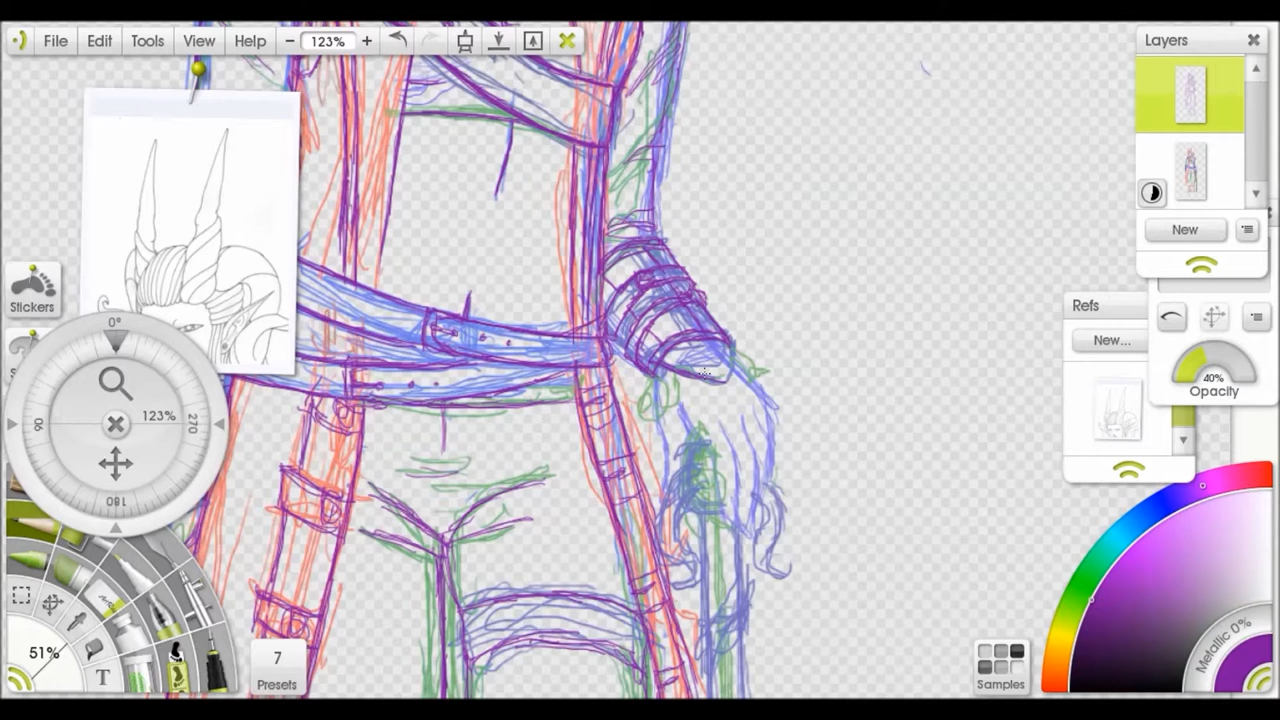 File Edit Tools View Help − 123% +
Layers
Stickers
0°
123%
90
270
180
New
Refs
New...
40%
Opacity
51%
T
7
Presets
Samples
Metallic 0%